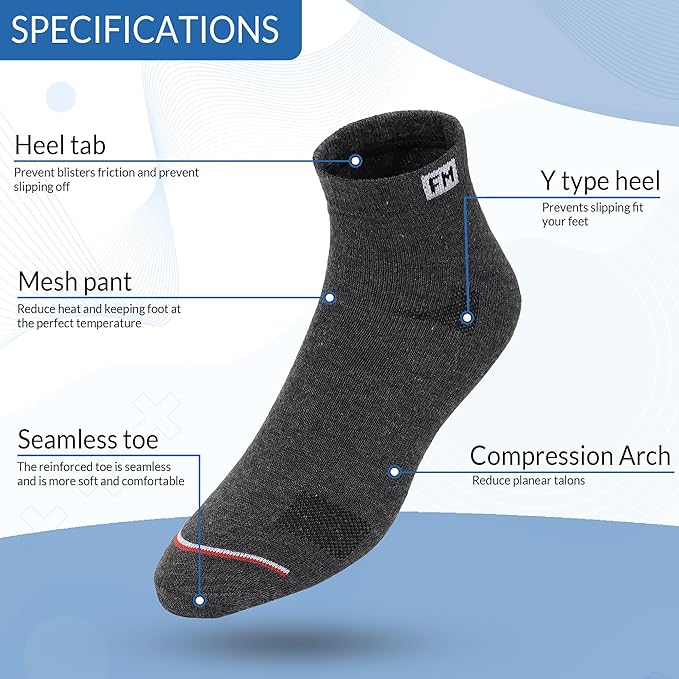 SPECIFICATIONS
Heel tab
Prevent blisters friction and prevent
slipping off
FM
Y type heel
Prevents slipping fit
your feet
Mesh pant
Reduce heat and keeping foot at
the perfect temperature
Seamless toe
The reinforced toe is seamless
and is more soft and comfortable
Compression Arch
Reduce planear talons